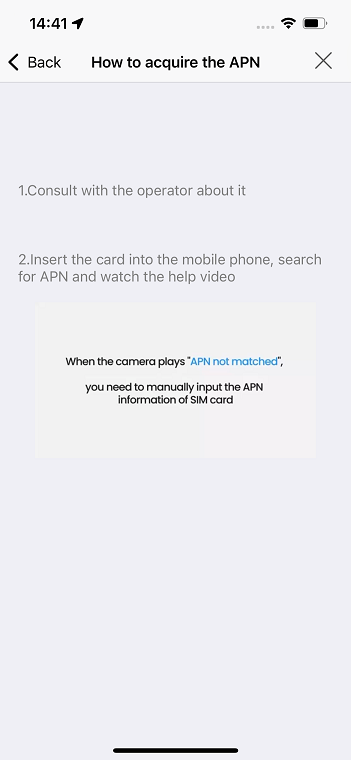 14:41
Back
How to acquire the APN
1.Consult with the operator about it
2.Insert the card into the mobile phone, search
for APN and watch the help video
When the camera plays "APN not matched",
you need to manually input the APN
information of SIM card